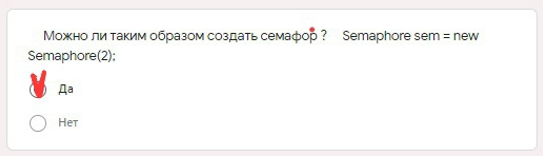 Можно ли таким образом создать семафор ? Semaphore sem = new
Semaphore(2);
Да
Нет